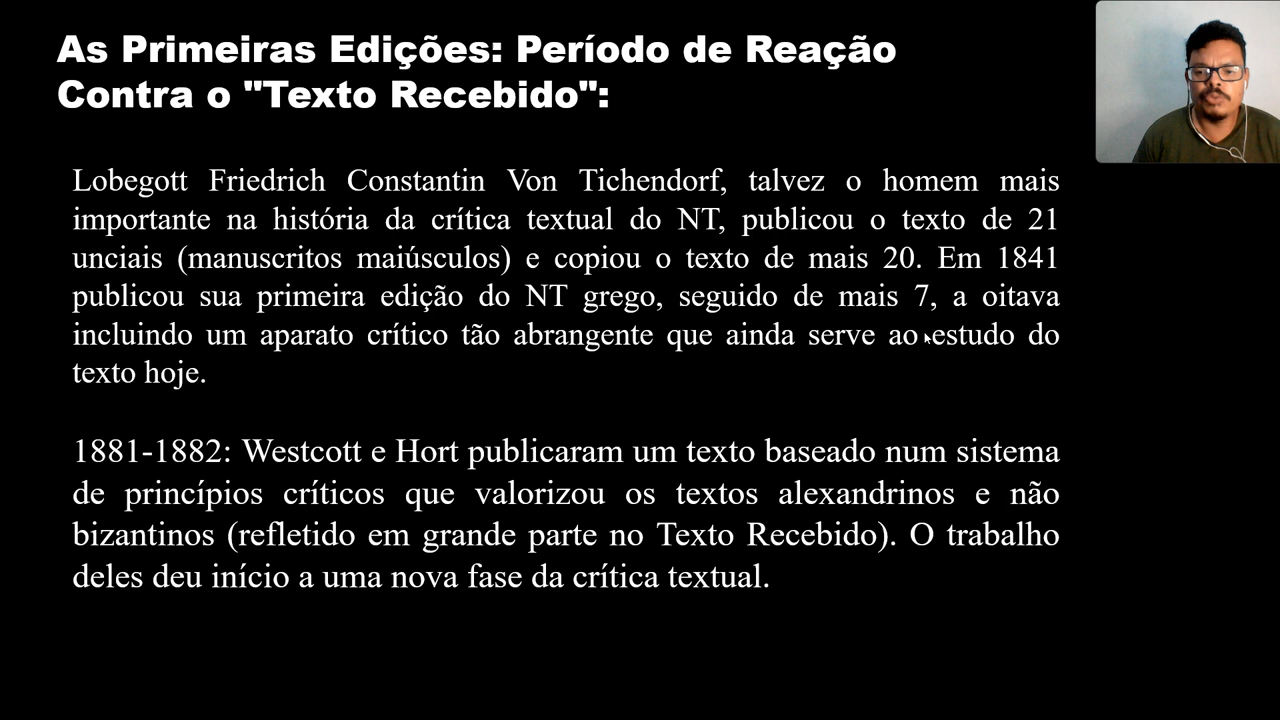 As Primeiras Edições: Período de Reação
Contra o "Texto Recebido":
Lobegott Friedrich Constantin Von Tichendorf, talvez o homem mais
importante na história da crítica textual do NT, publicou o texto de 21
unciais (manuscritos maiúsculos) e copiou o texto de mais 20. Em 1841
publicou sua primeira edição do NT grego, seguido de mais 7, a oitava
incluindo um aparato crítico tão abrangente que ainda serve ao estudo do
texto hoje.
1881-1882: Westcott e Hort publicaram um texto baseado num sistema
de princípios críticos que valorizou os textos alexandrinos e não
bizantinos (refletido em grande parte no Texto Recebido). O trabalho
deles deu início a uma nova fase da crítica textual.